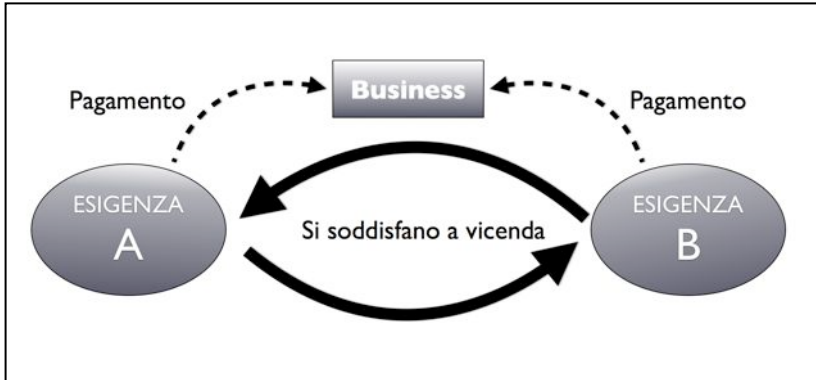 Business
Pagamento
Pagamento
ESIGENZA
A
Si soddisfano a vicenda
ESIGENZA
B